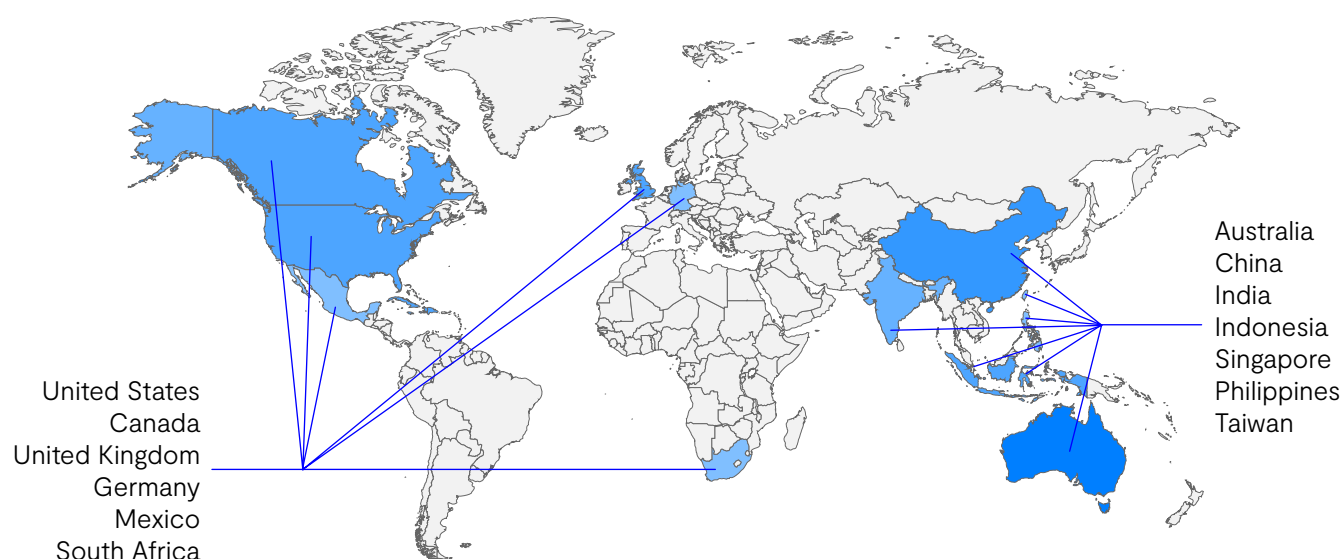 United States
Canada
United Kingdom
Germany
Mexico
South Africa
Australia
China
India
Indonesia
Singapore
Philippines
Taiwan